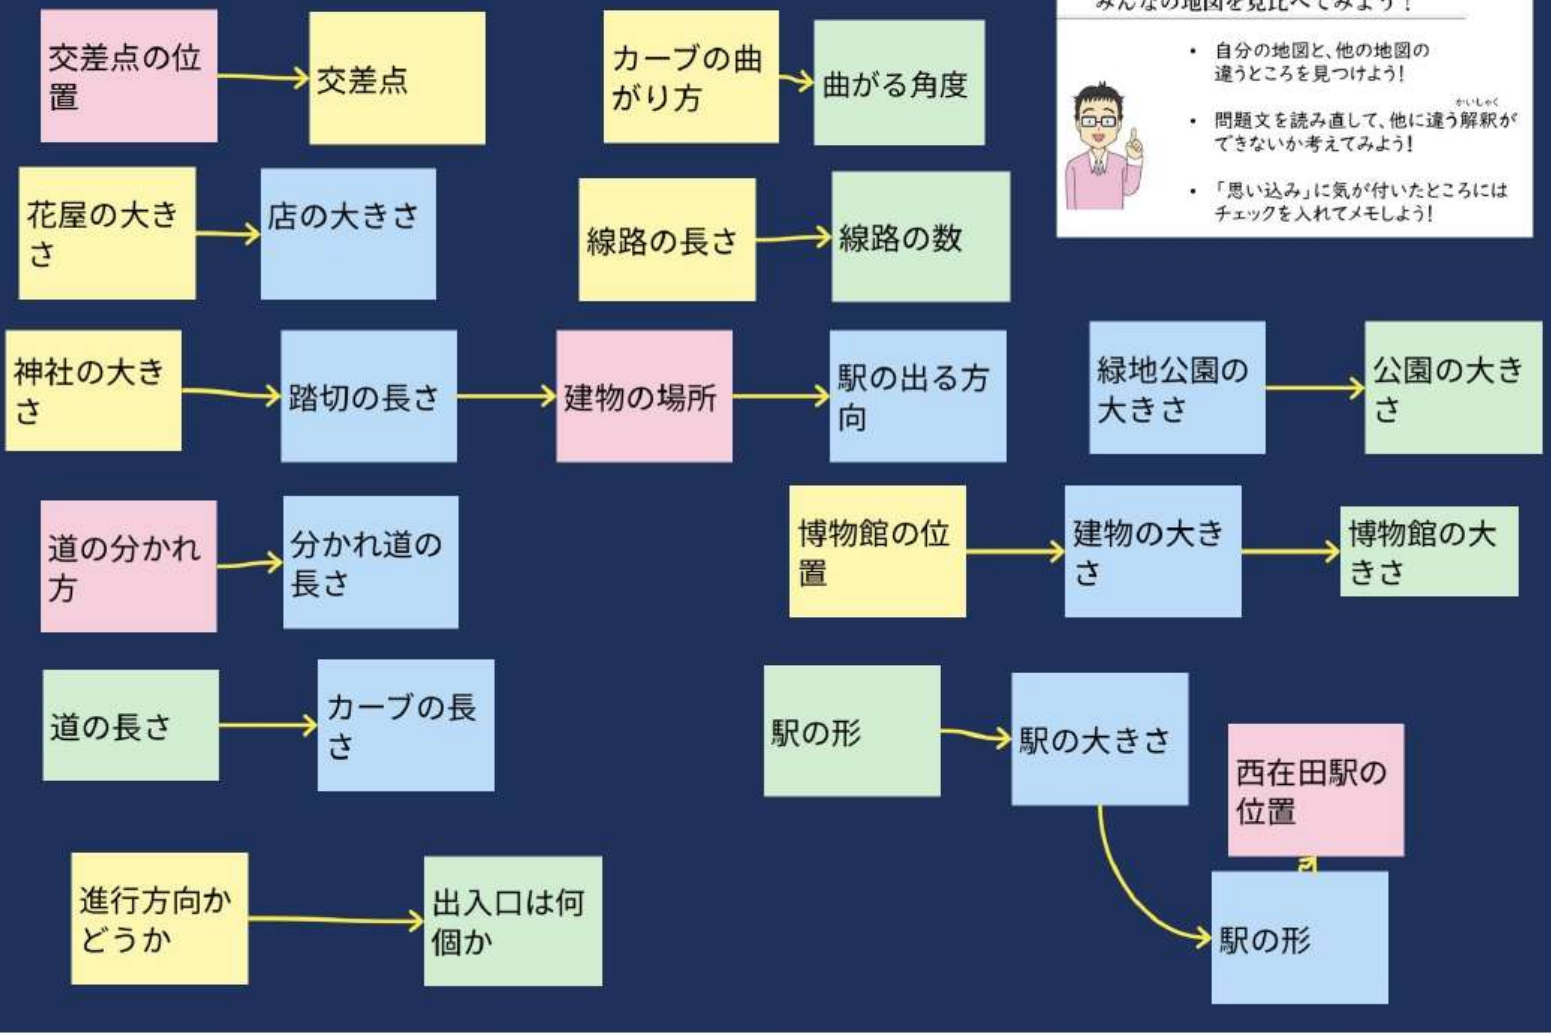 みんなの地図を見比べてみよう!
交差点の位
置
交差点
カーブの曲
がり方
曲がる角度
・ 自分の地図と、他の地図の
違うところを見つけよう!
かいしゃく
・ 問題文を読み直して、他に違う解釈が
できないか考えてみよう!
・ 「思い込み」に気が付いたところには
チェックを入れてメモしよう!
花屋の大き
さ
店の大きさ
線路の長さ
線路の数
神社の大き
さ
踏切の長さ
建物の場所
駅の出る方
向
緑地公園の
大きさ
公園の大き
さ
道の分かれ
方
分かれ道の
長さ
博物館の位
置
建物の大き
さ
博物館の大
きさ
道の長さ
カーブの長
さ
駅の形
駅の大きさ
西在田駅の
位置
駅の形
進行方向か
どうか
出入口は何
個か